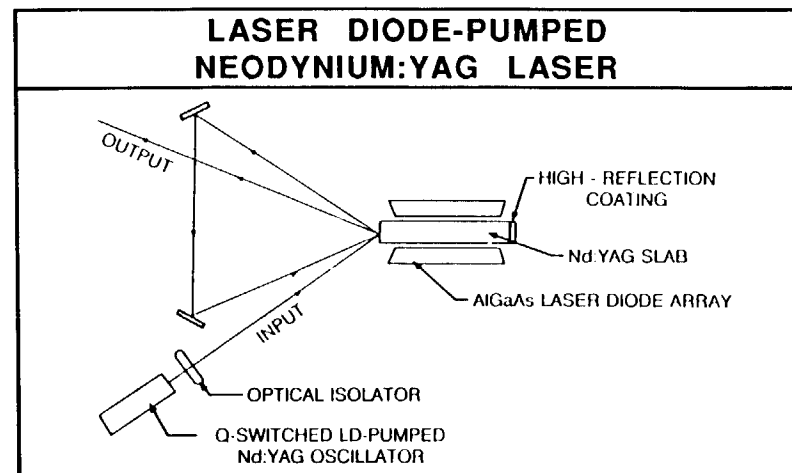 LASER DIODE-PUMPED
NEODYNIUM:YAG LASER
OUTPUT
HIGH - REFLECTION
COATING
Nd:YAG SLAB
AlGaAs LASER DIODE ARRAY
INPUT
OPTICAL ISOLATOR
Q-SWITCHED LD-PUMPED
Nd:YAG OSCILLATOR